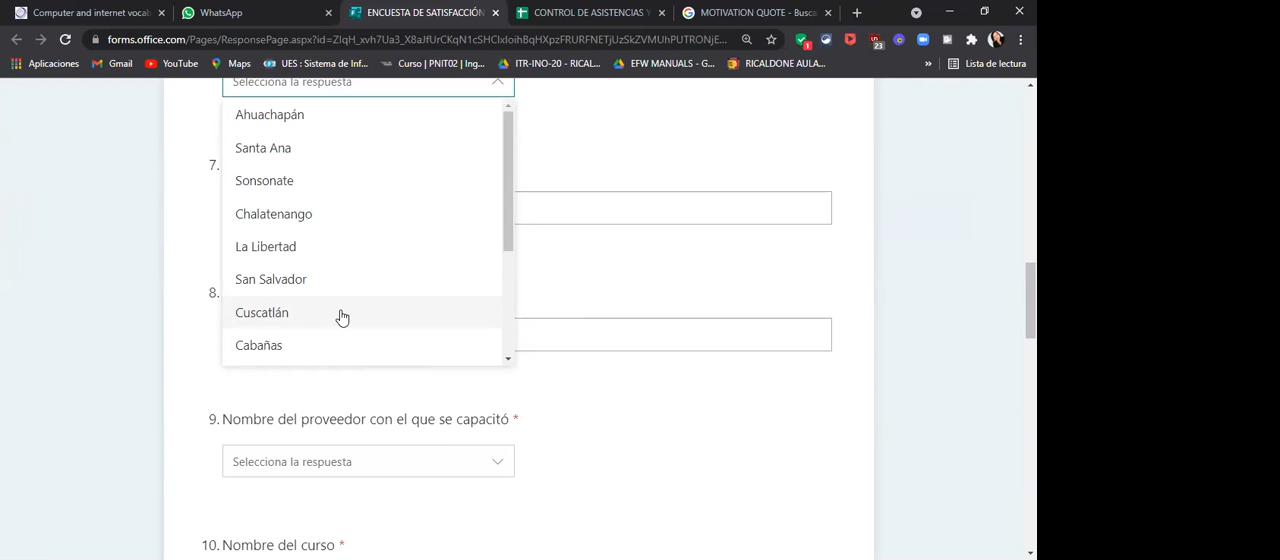 Computer and internet vocab
WhatsApp
ENCUESTA DE SATISFACCIÓN
CONTROL DE ASISTENCIAS Y
MOTIVATION QUOTE - Busca
forms.office.com/Pages/ResponsePage.aspx?id=ZIqH_xvh7Ua3_X8aJfUrCKqN1cSHCIxIoihBqHXpzFRURFNETjUzSkZVMUhPUTRONjE...
1
23
Aplicaciones
Gmail
YouTube
Maps
UES : Sistema de Inf...
Curso | PNIT02 | Ing...
ITR-INO-20 - RICAL...
EFW MANUALS - G...
RICALDONE AULA...
»
Lista de lectura
Selecciona la respuesta
Ahuachapán
Santa Ana
7.
Sonsonate
Chalatenango
La Libertad
San Salvador
8.
Cuscatlán
Cabañas
9. Nombre del proveedor con el que se capacitó *
Selecciona la respuesta
10. Nombre del curso *